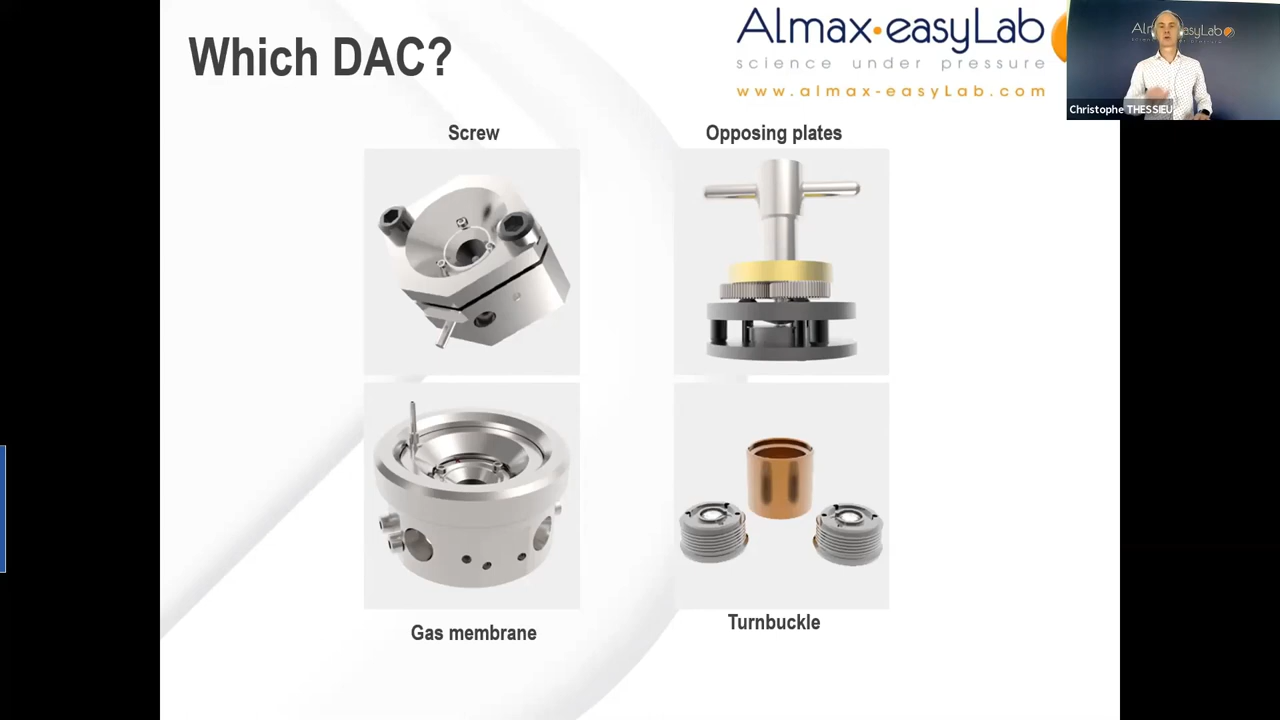 Which DAC?
Almax·easyLab
science under pressure
www.almax-easyLab.com
Christophe THESSIEU
Screw
Opposing plates
Gas membrane
Turnbuckle